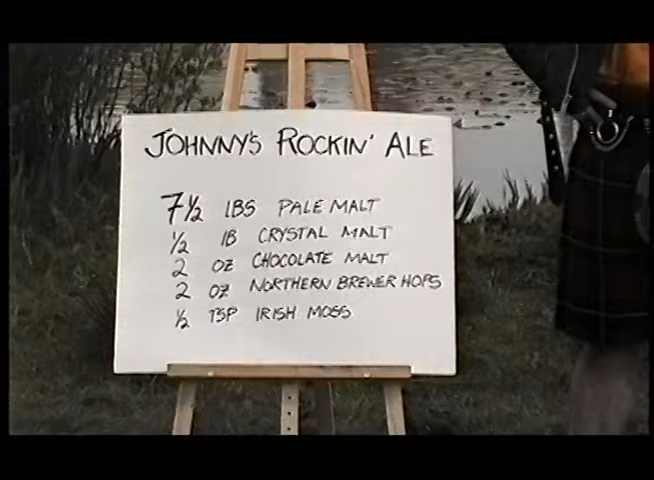 JOHNNY'S ROCKIN' ALE
7½ LBS PALE MALT
½ LB CRYSTAL MALT
2 OZ CHOCOLATE MALT
2 OZ NORTHERN BREWER HOPS
½ TSP IRISH MOSS